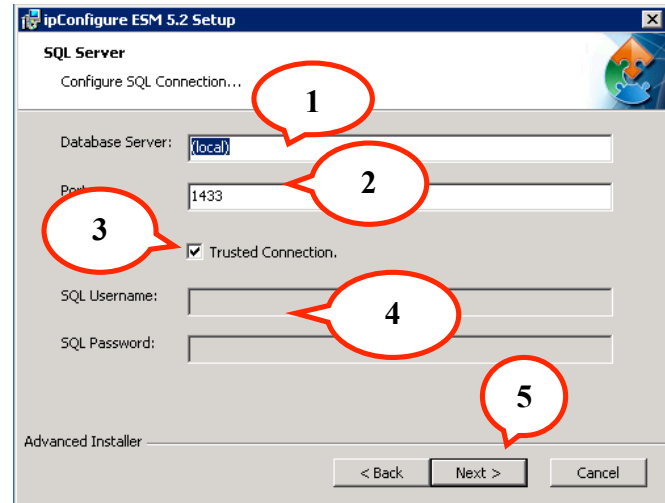 ipConfigure ESM 5.2 Setup
SQL Server
Configure SQL Connection...
1
Database Server: (local)
2
Port 1433
3
Trusted Connection.
SQL Username:
4
SQL Password:
5
Advanced Installer
< Back Next > Cancel